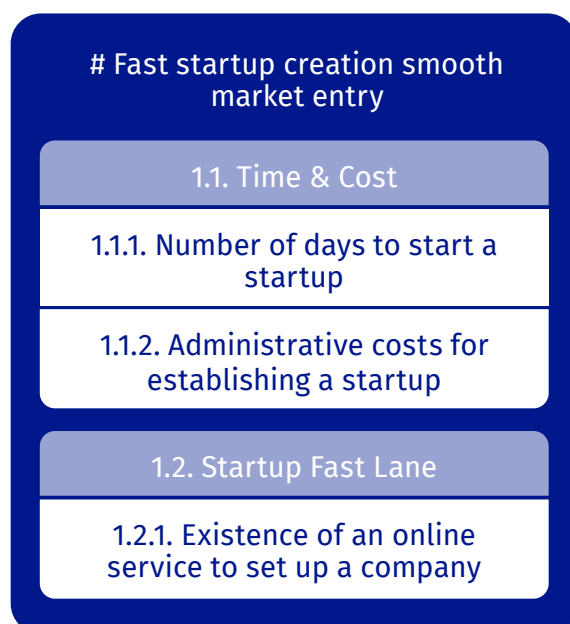 # Fast startup creation smooth
market entry
1.1. Time & Cost
1.1.1. Number of days to start a
startup
1.1.2. Administrative costs for
establishing a startup
1.2. Startup Fast Lane
1.2.1. Existence of an online
service to set up a company